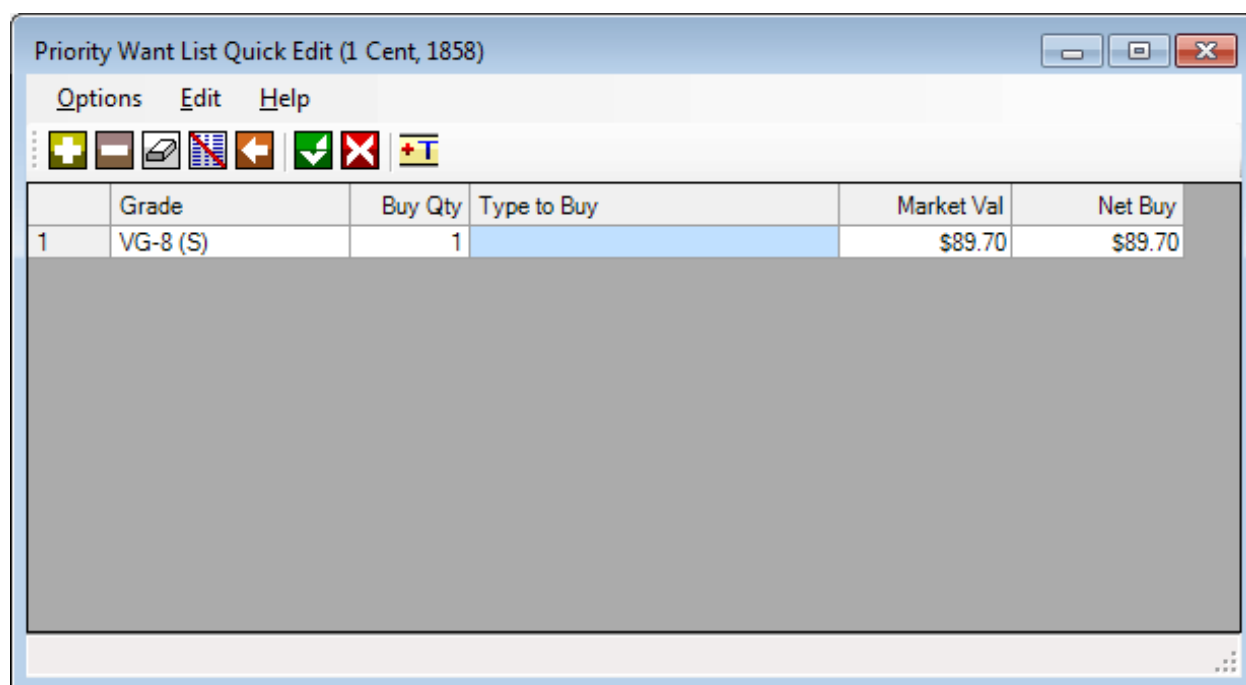 Priority Want List Quick Edit (1 Cent, 1858)
Options Edit Help
+T
Grade Buy Qty Type to Buy Market Val Net Buy
1 VG-8 (S) 1 $89.70 $89.70